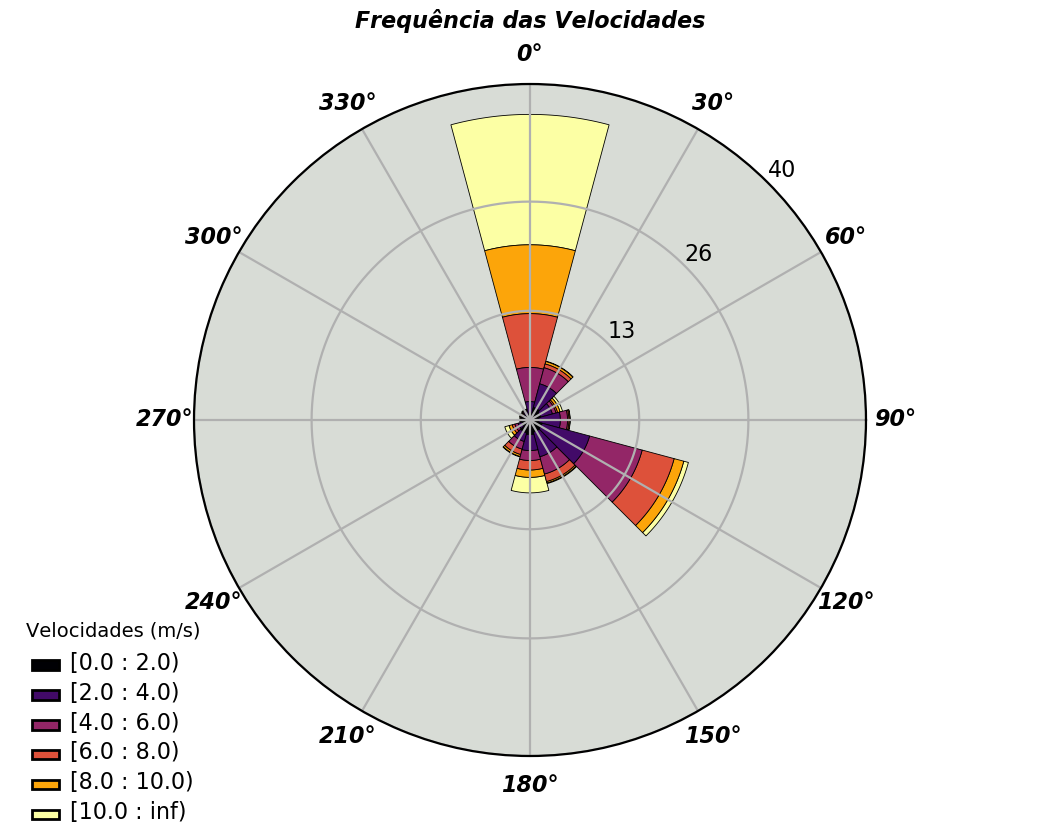 Frequência das Velocidades
0°
330°
30°
40
300°
60°
26
13
270°
90°
240°
120°
210°
150°
180°
Velocidades (m/s)
[0.0 : 2.0)
[2.0 : 4.0)
[4.0 : 6.0)
[6.0 : 8.0)
[8.0 : 10.0)
[10.0 : inf)